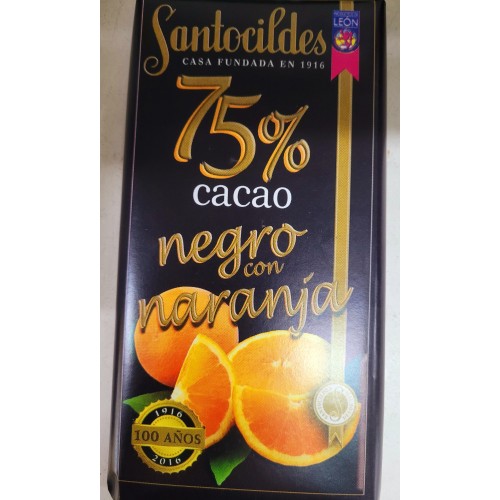 Santocildes
LEÓN
CASA FUNDADA EN 1916
75%
cacao
negro
con
naranja
1916
100 AÑOS
2016